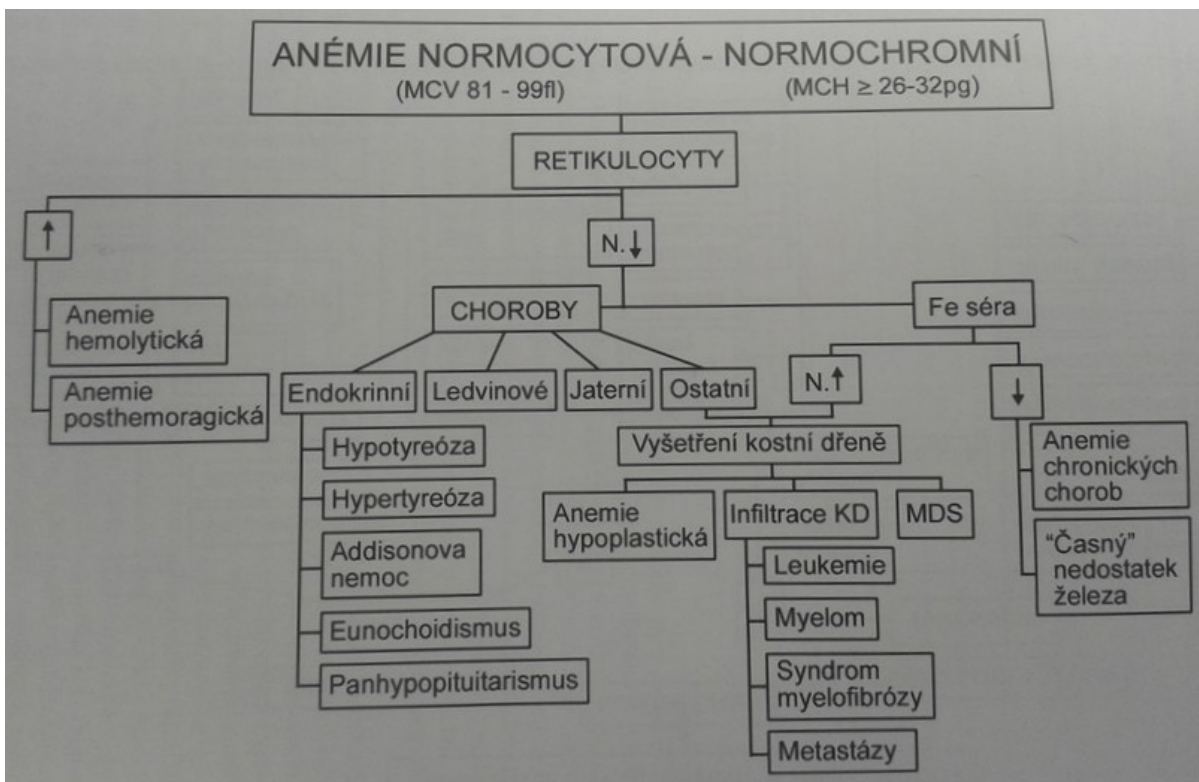 ANÉMIE NORMOCYTOVÁ - NORMOCHROMNÍ
(MCV 81 - 99fl) (MCH ≥ 26-32pg)
RETIKULOCYTY
↑
N.↓
Anemie
hemolytická
Anemie
posthemoragická
CHOROBY
Fe séra
Endokrinní
Ledvinové
Jaterní
Ostatní
N.↑
↓
Hypotyreóza
Hypertyreóza
Addisonova
nemoc
Eunochoidismus
Panhypopituitarismus
Vyšetření kostní dřeně
Anemie
hypoplastická
Infiltrace KD
MDS
Leukemie
Myelom
Syndrom
myelofibrózy
Metastázy
Anemie
chronických
chorob
"Časný"
nedostatek
železa